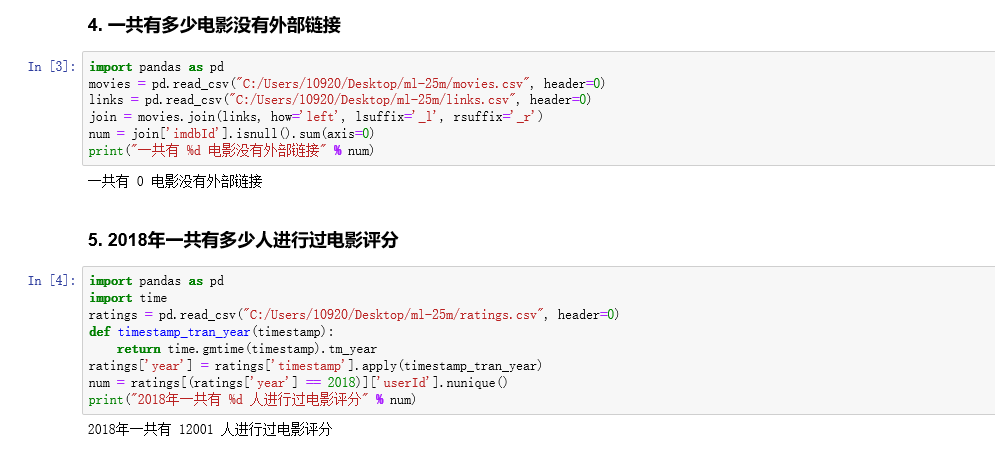 4. 一共有多少电影没有外部链接
In [3]: import pandas as pd
movies = pd.read_csv("C:/Users/10920/Desktop/ml-25m/movies.csv", header=0)
links = pd.read_csv("C:/Users/10920/Desktop/ml-25m/links.csv", header=0)
join = movies.join(links, how='left', lsuffix='_l', rsuffix='_r')
num = join['imdbId'].isnull().sum(axis=0)
print("一共有 %d 电影没有外部链接" % num)
一共有 0 电影没有外部链接
5. 2018年一共有多少人进行过电影评分
In [4]: import pandas as pd
import time
ratings = pd.read_csv("C:/Users/10920/Desktop/ml-25m/ratings.csv", header=0)
def timestamp_tran_year(timestamp):
    return time.gmtime(timestamp).tm_year
ratings['year'] = ratings['timestamp'].apply(timestamp_tran_year)
num = ratings[(ratings['year'] == 2018)]['userId'].nunique()
print("2018年一共有 %d 人进行过电影评分" % num)
2018年一共有 12001 人进行过电影评分